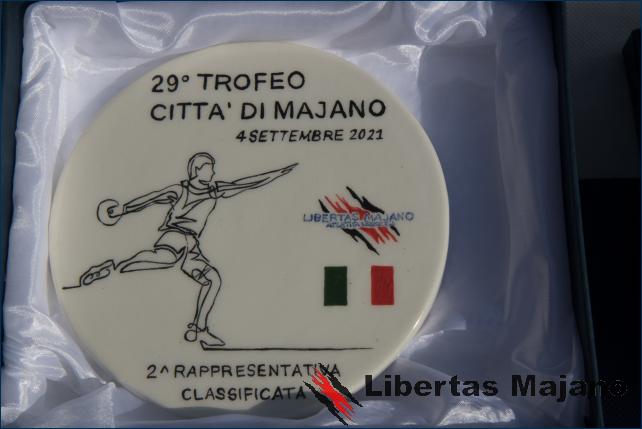 29° TROFEO
CITTA' DI MAJANO
4 SETTEMBRE 2021
LIBERTAS MAJANO
2^ RAPPRESENTATIVA
CLASSIFICATA
Libertas Majano